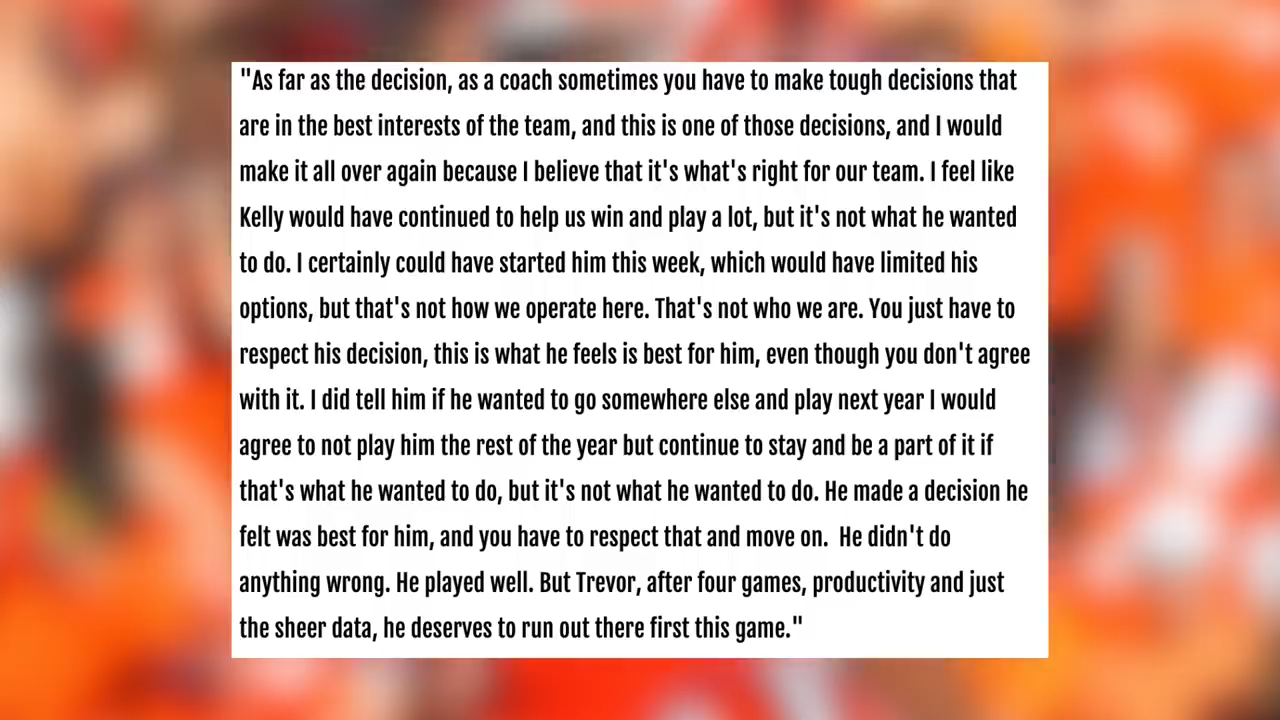 "As far as the decision, as a coach sometimes you have to make tough decisions that
are in the best interests of the team, and this is one of those decisions, and I would
make it all over again because I believe that it's what's right for our team. I feel like
Kelly would have continued to help us win and play a lot, but it's not what he wanted
to do. I certainly could have started him this week, which would have limited his
options, but that's not how we operate here. That's not who we are. You just have to
respect his decision, this is what he feels is best for him, even though you don't agree
with it. I did tell him if he wanted to go somewhere else and play next year I would
agree to not play him the rest of the year but continue to stay and be a part of it if
that's what he wanted to do, but it's not what he wanted to do. He made a decision he
felt was best for him, and you have to respect that and move on.  He didn't do
anything wrong. He played well. But Trevor, after four games, productivity and just
the sheer data, he deserves to run out there first this game."